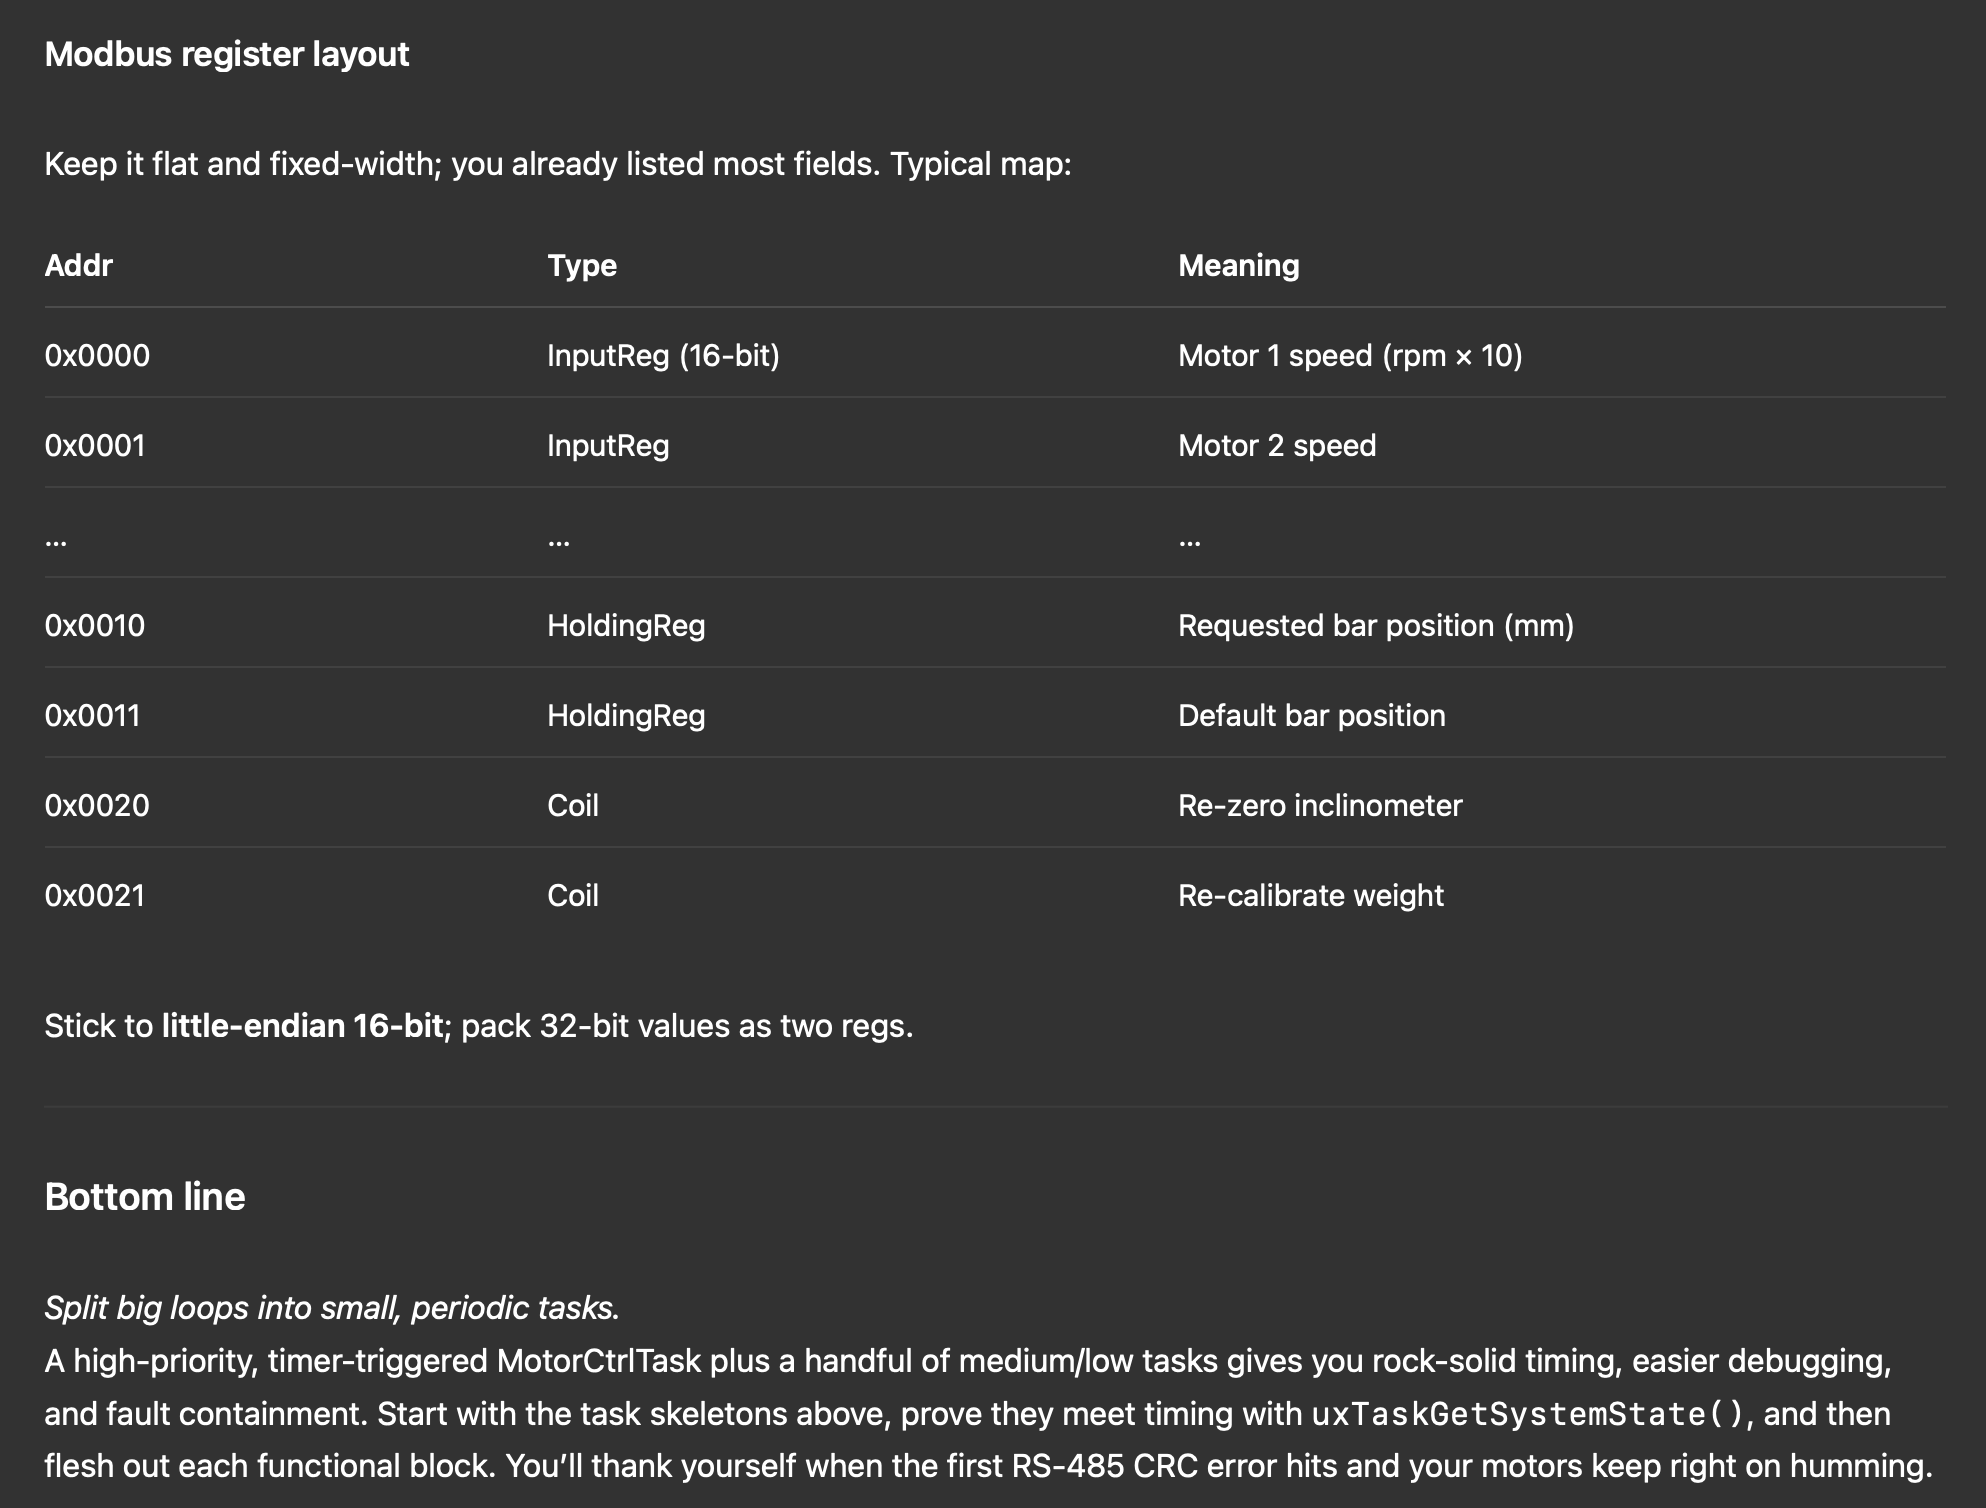 Modbus register layout
Keep it flat and fixed-width; you already listed most fields. Typical map:
Addr Type Meaning
0x0000 InputReg (16-bit) Motor 1 speed (rpm × 10)
0x0001 InputReg Motor 2 speed
... ... ...
0x0010 HoldingReg Requested bar position (mm)
0x0011 HoldingReg Default bar position
0x0020 Coil Re-zero inclinometer
0x0021 Coil Re-calibrate weight
Stick to little-endian 16-bit; pack 32-bit values as two regs.
Bottom line
Split big loops into small, periodic tasks.
A high-priority, timer-triggered MotorCtrlTask plus a handful of medium/low tasks gives you rock-solid timing, easier debugging,
and fault containment. Start with the task skeletons above, prove they meet timing with uxTaskGetSystemState(), and then
flesh out each functional block. You’ll thank yourself when the first RS-485 CRC error hits and your motors keep right on humming.